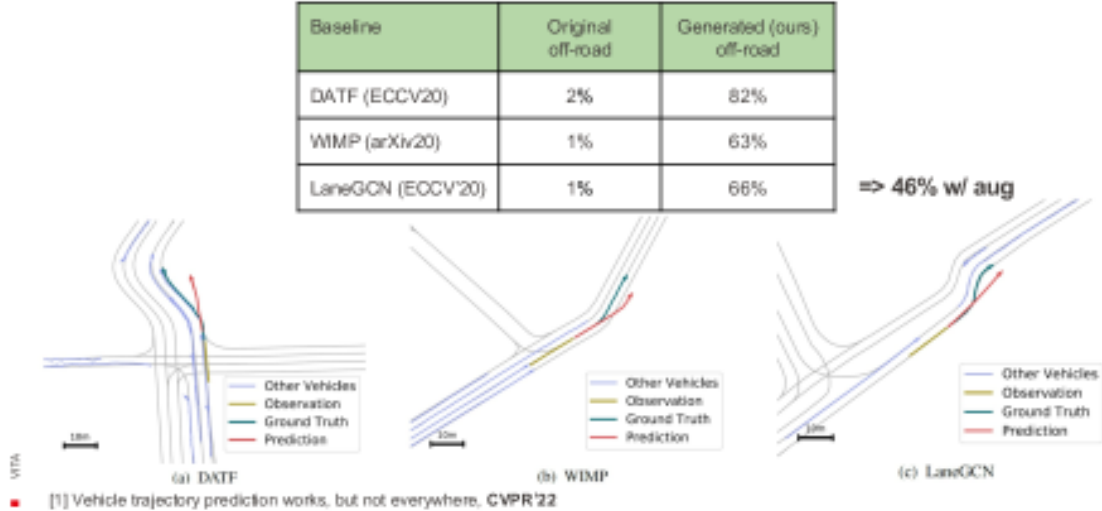 Baseline
Original
off-road
Generated (ours)
off-road
DATF (ECCV20)
2%
82%
WIMP (arXiv20)
1%
63%
LaneGCN (ECCV'20)
1%
66%
=> 46% w/ aug
Other Vehicles
Observation
Ground Truth
Prediction
10m
(a) DATF
Other Vehicles
Observation
Ground Truth
Prediction
10m
(b) WIMP
Other Vehicles
Observation
Ground Truth
Prediction
10m
(c) LaneGCN
VITA
[1] Vehicle trajectory prediction works, but not everywhere, CVPR'22